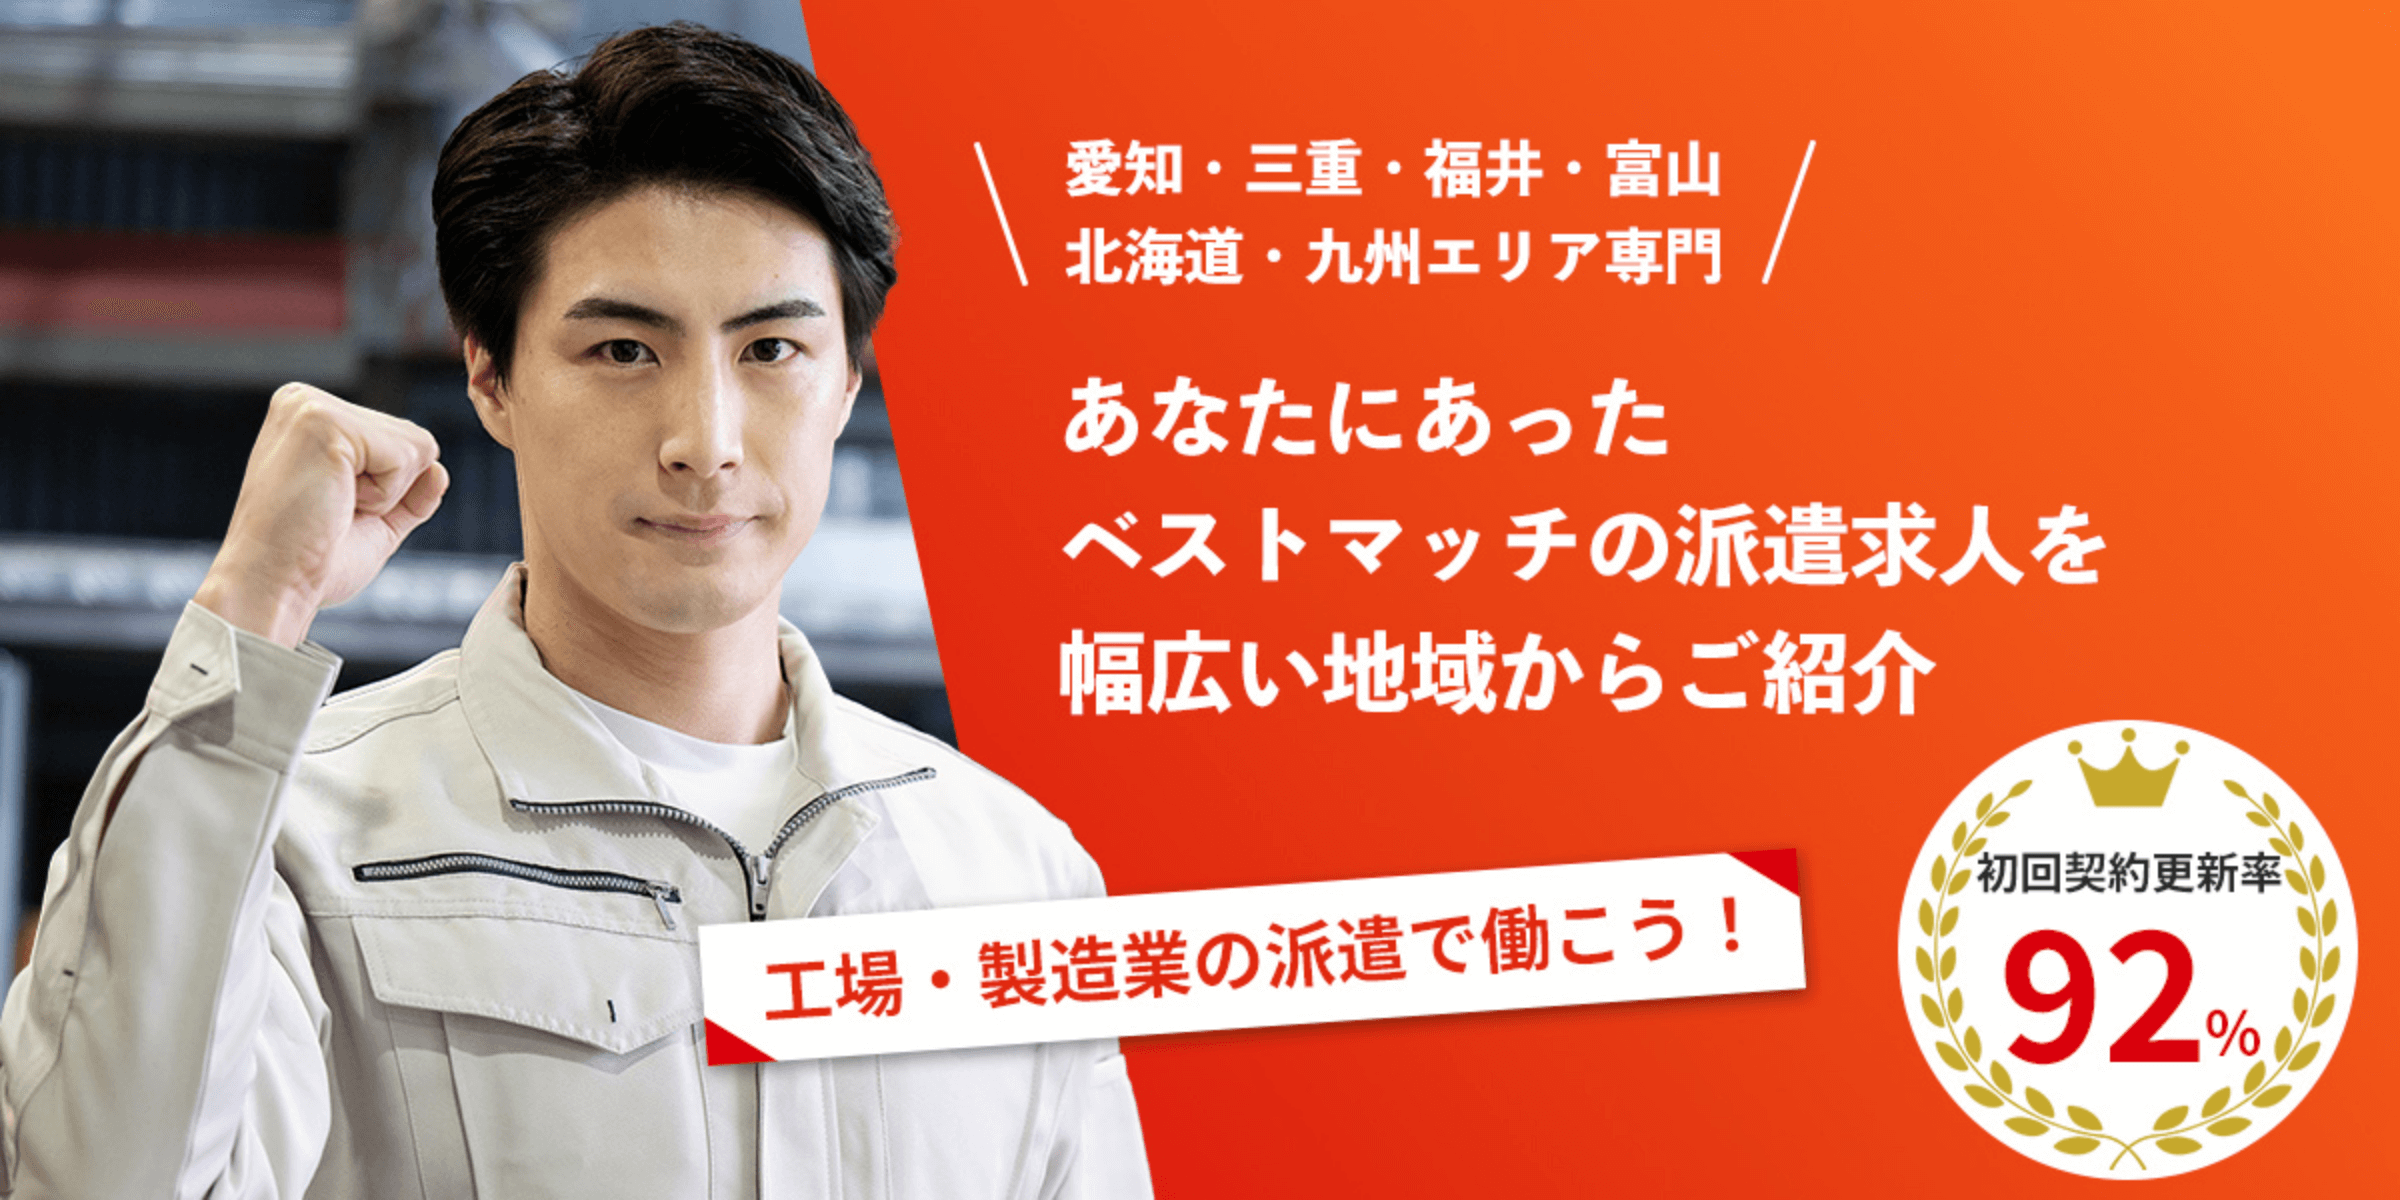 愛知・三重・福井・富山
北海道・九州エリア専門
あなたにあった
ベストマッチの派遣求人を
幅広い地域からご紹介
工場・製造業の派遣で働こう！
初回契約更新率
92%